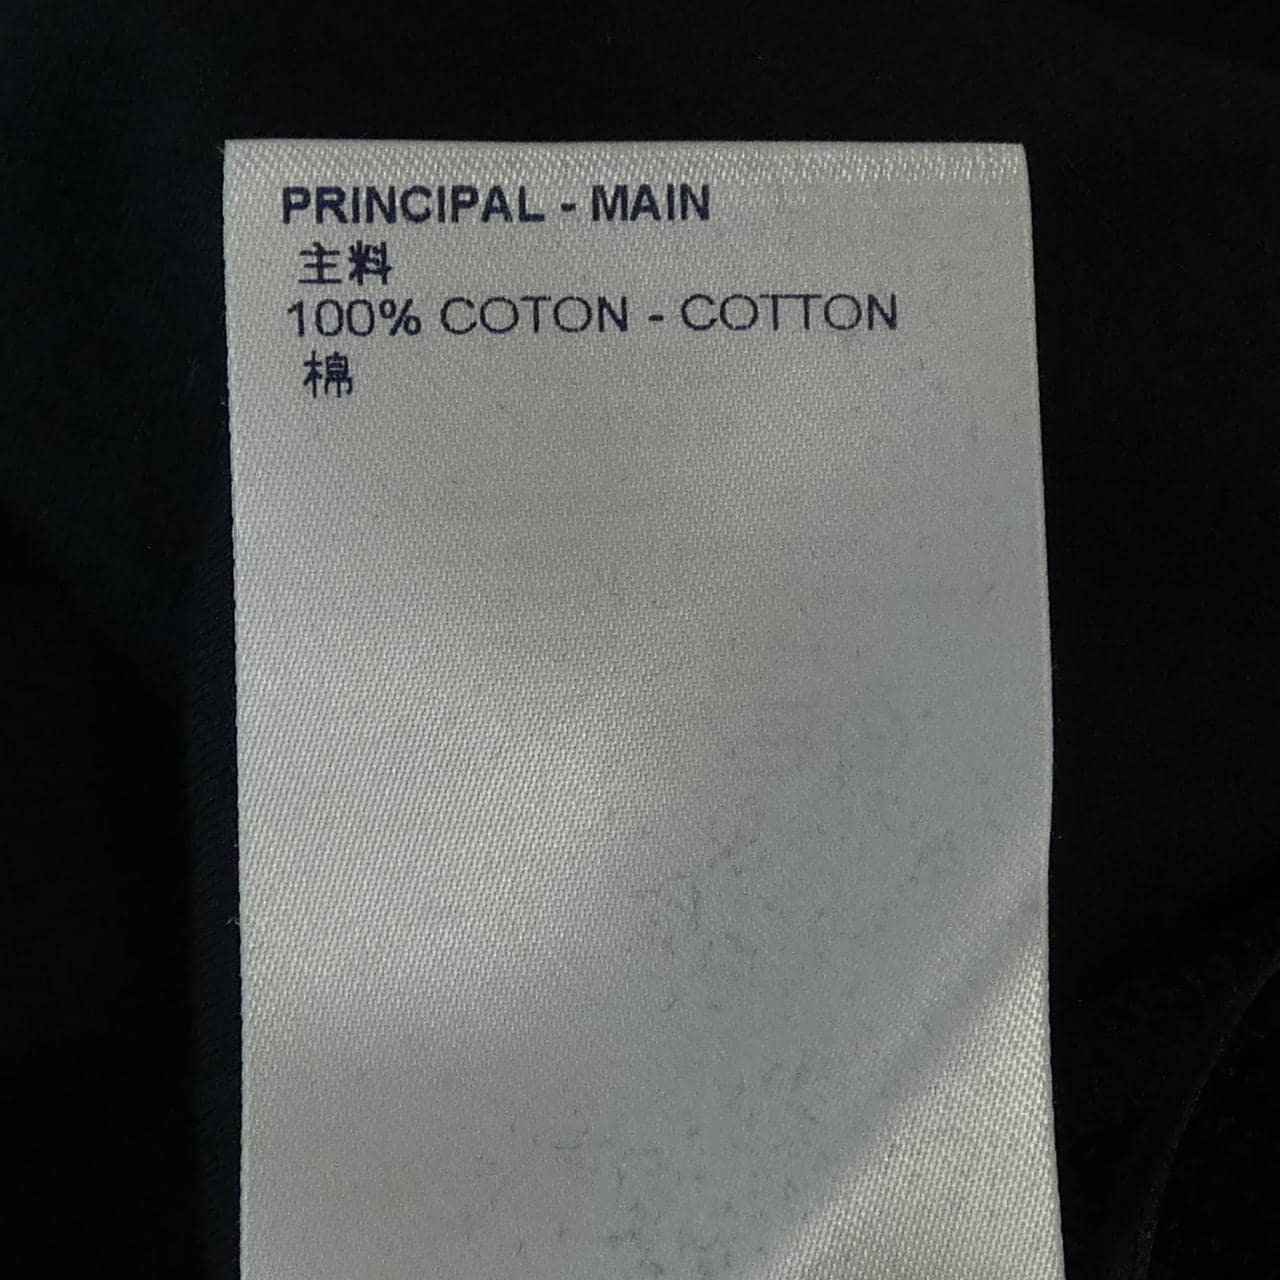 PRINCIPAL - MAIN
主料
100% COTON - COTTON
棉